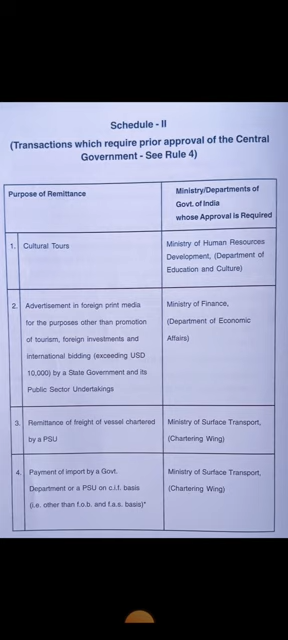 Schedule - II
(Transactions which require prior approval of the Central
Government - See Rule 4)
Purpose of Remittance
Ministry/Departments of
Govt. of India
whose Approval is Required
1. Cultural Tours
Ministry of Human Resources
Development, (Department of
Education and Culture)
2. Advertisement in foreign print media
for the purposes other than promotion
of tourism, foreign investments and
international bidding (exceeding USD
10,000) by a State Government and its
Public Sector Undertakings
Ministry of Finance,
(Department of Economic
Affairs)
3. Remittance of freight of vessel chartered
by a PSU
Ministry of Surface Transport,
(Chartering Wing)
4. Payment of import by a Govt.
Department or a PSU on c.i.f. basis
(i.e. other than f.o.b. and f.a.s. basis)*
Ministry of Surface Transport,
(Chartering Wing)